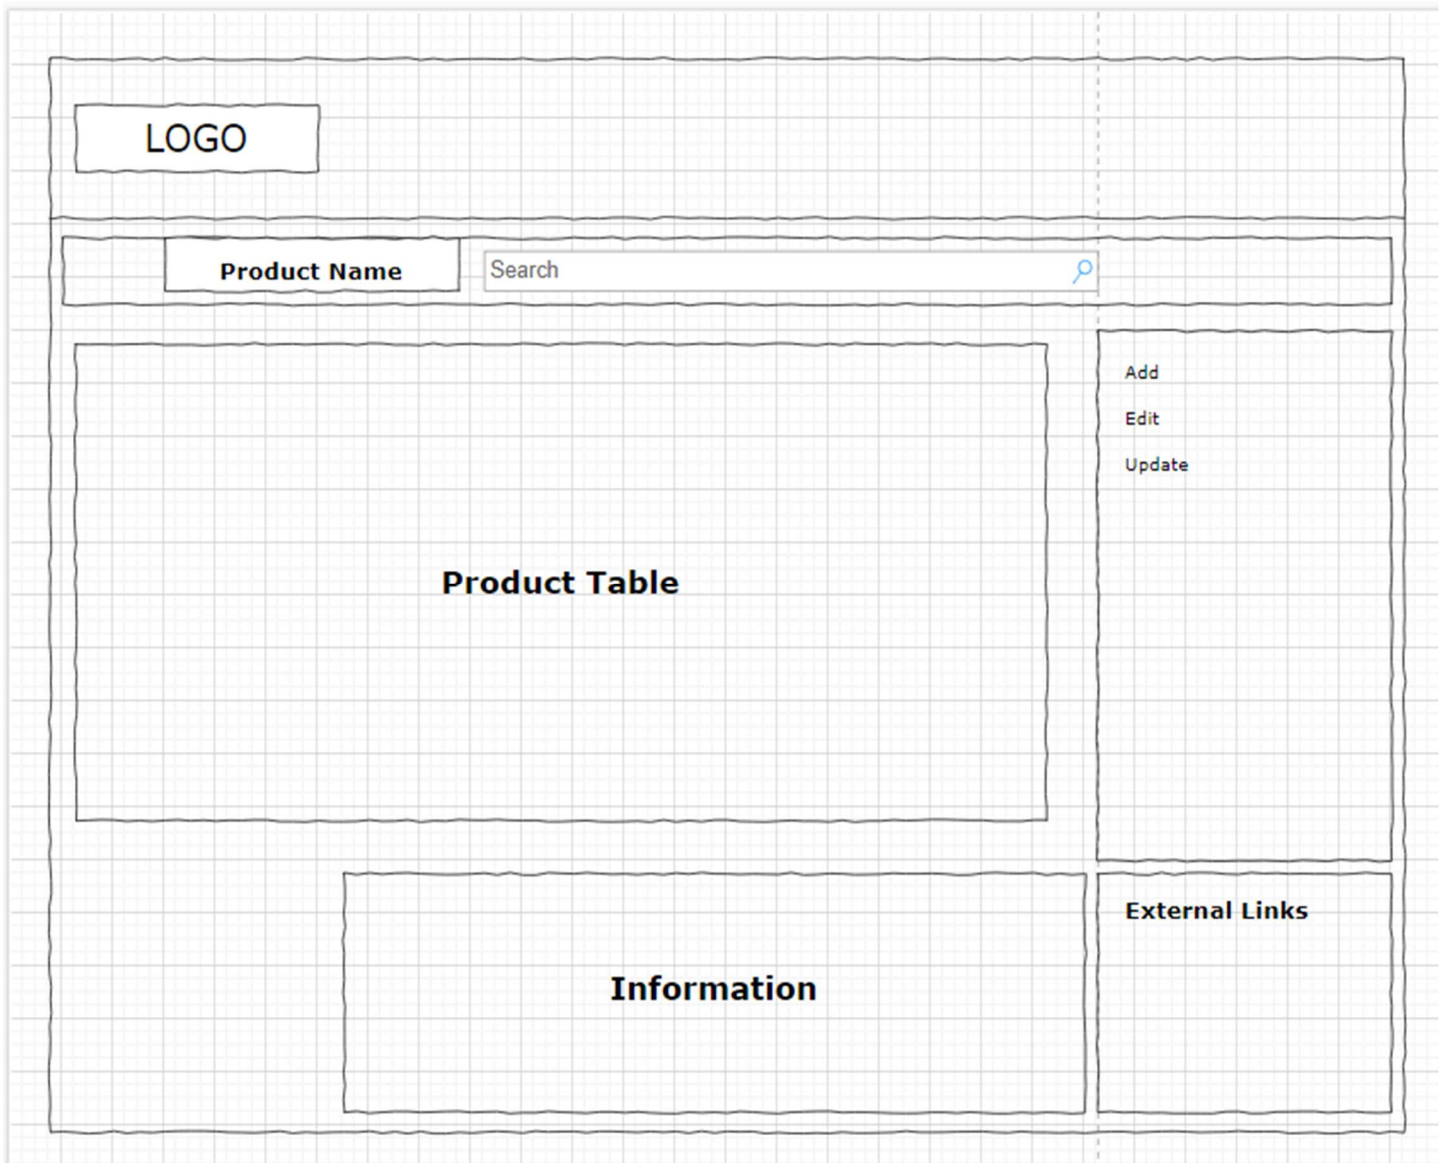 LOGO
Product Name
Search
Add
Edit
Update
Product Table
External Links
Information